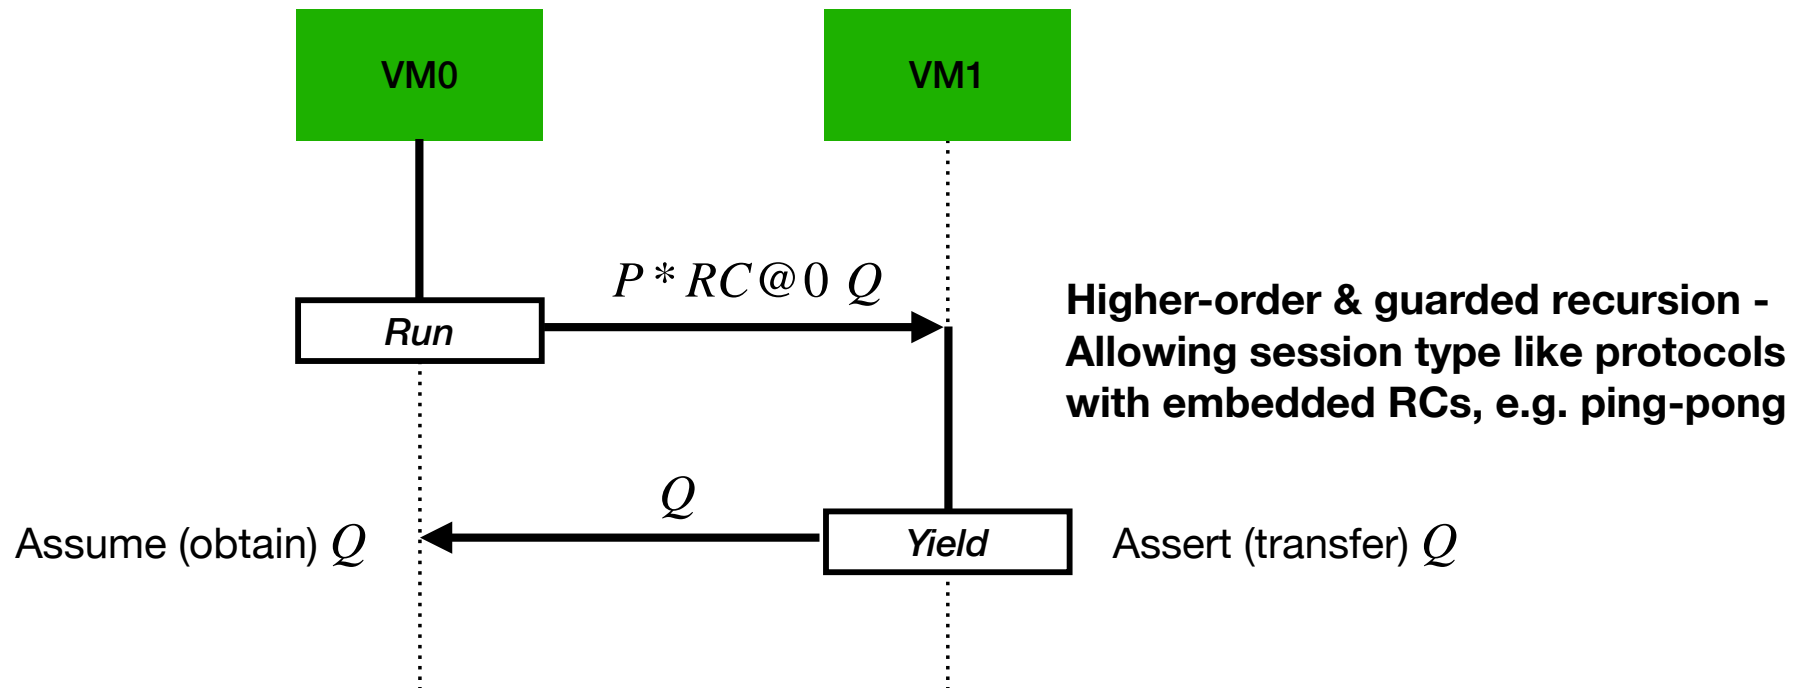 VM0
VM1
P * RC@0 Q
Run
Higher-order & guarded recursion -
Allowing session type like protocols
with embedded RCs, e.g. ping-pong
Q
Assume (obtain) Q
Yield
Assert (transfer) Q